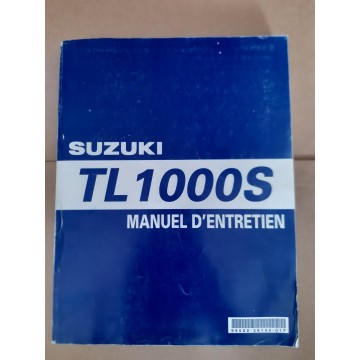 SUZUKI
TL1000S
MANUEL D'ENTRETIEN